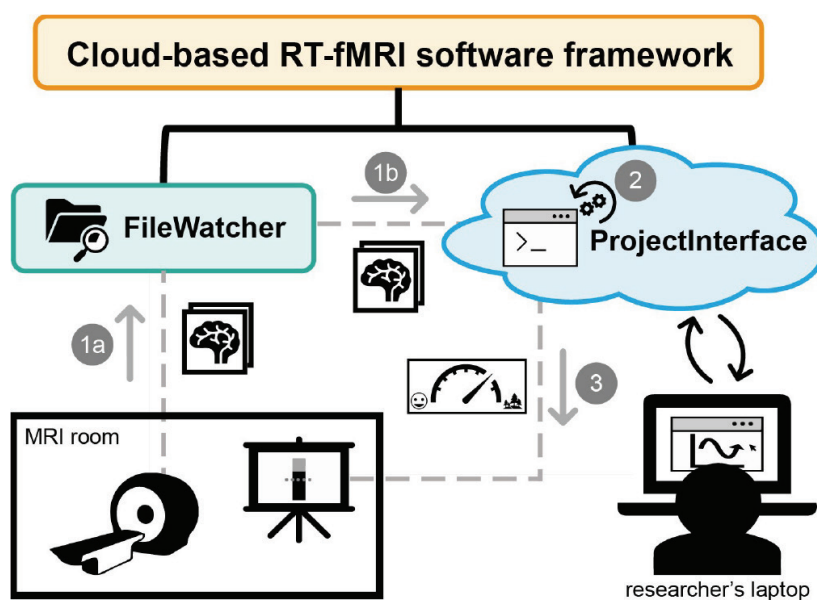 Cloud-based RT-fMRI software framework
1b
2
FileWatcher
>_
ProjectInterface
1a
3
MRI room
researcher's laptop